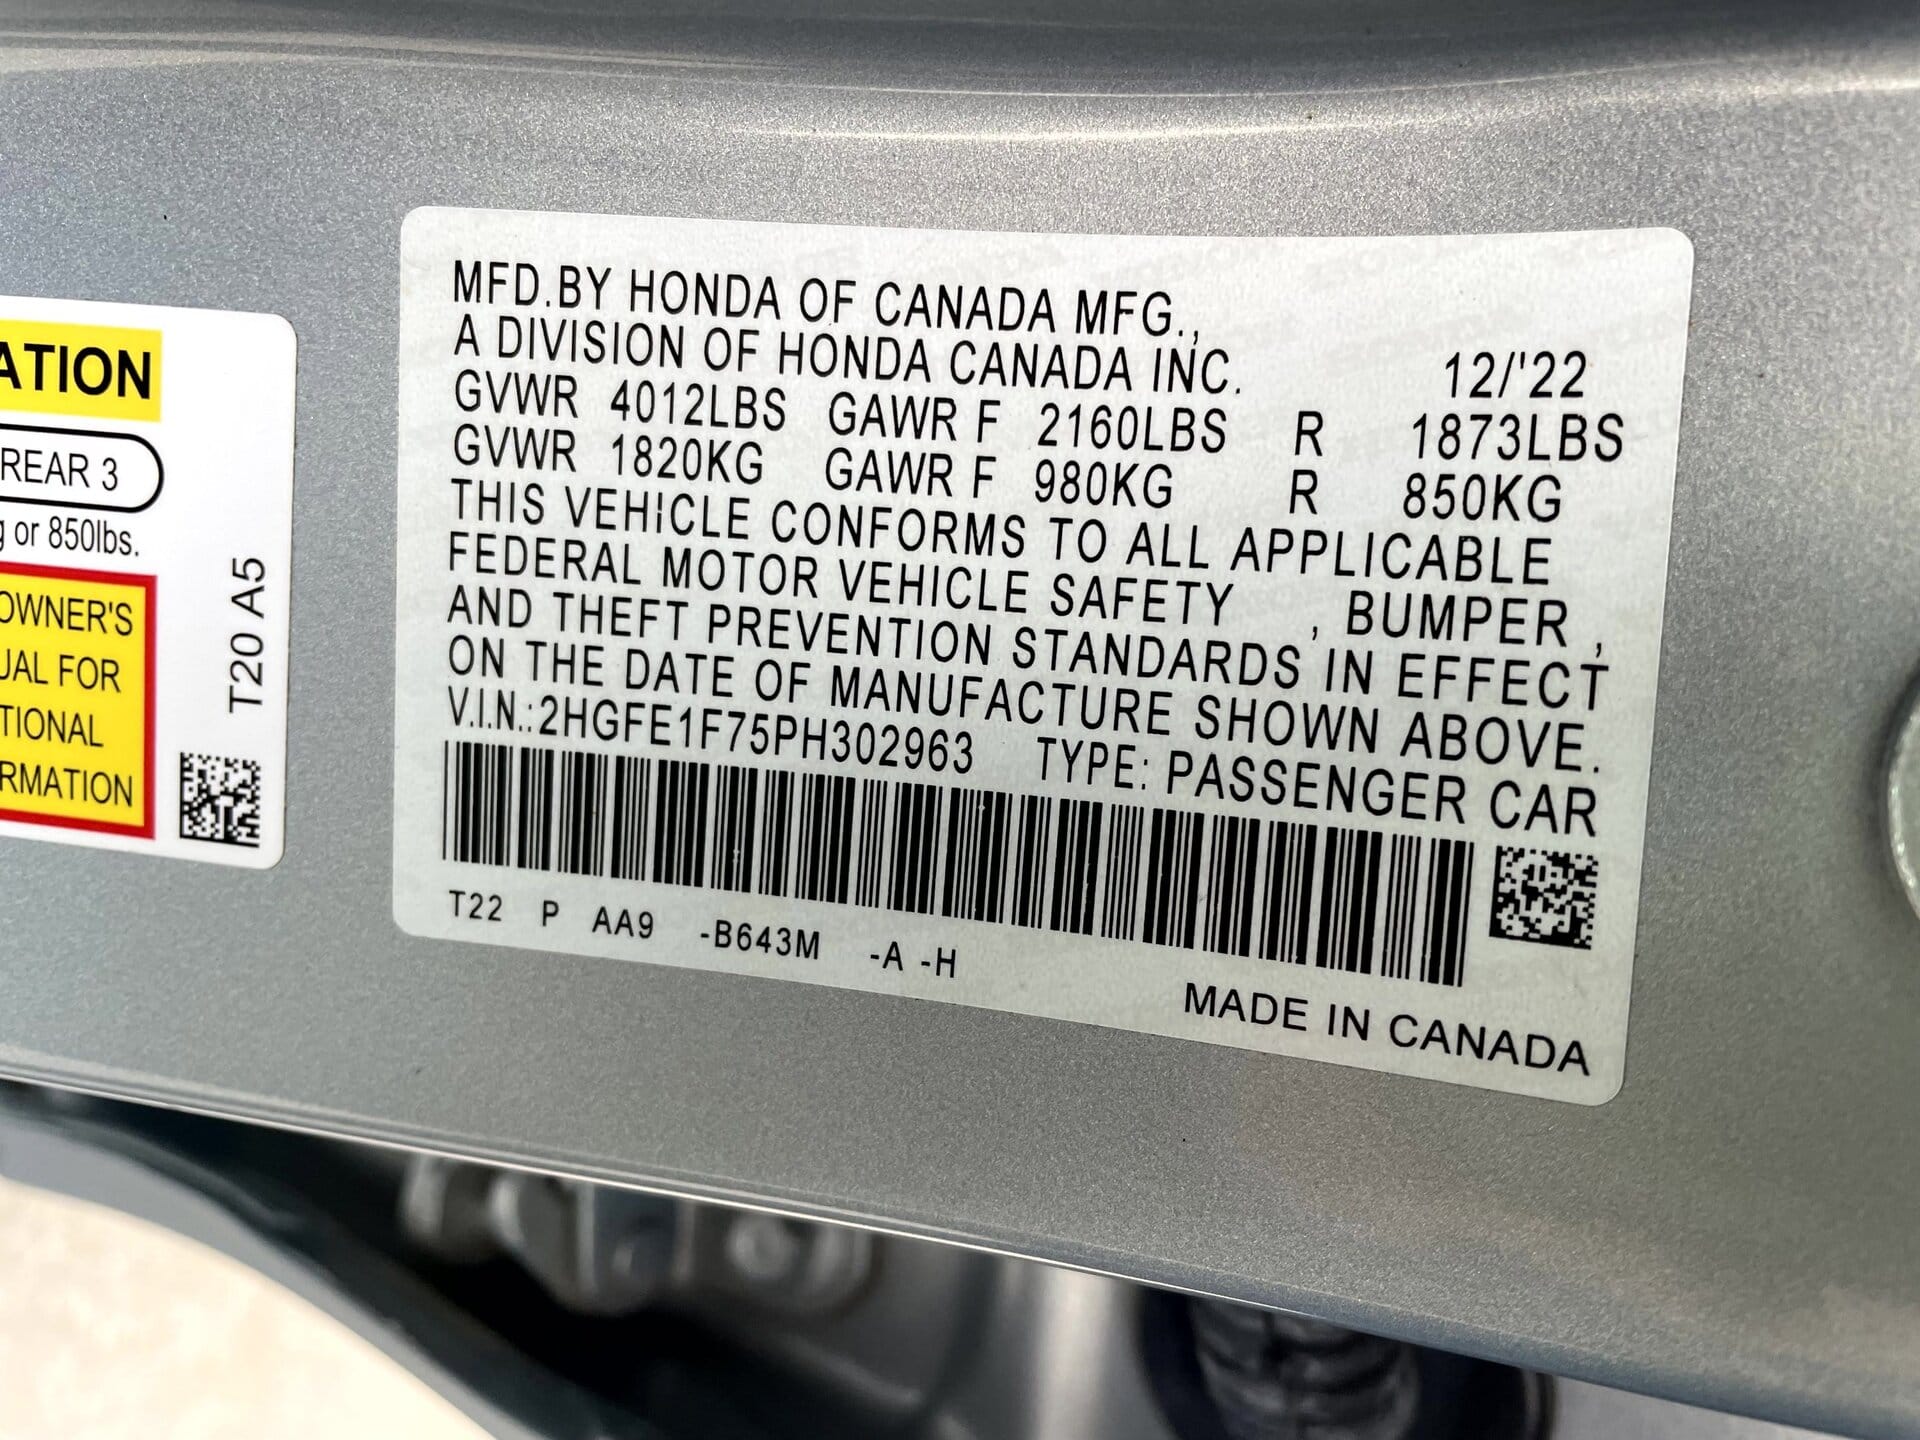 ATION
REAR 3
g or 850lbs.
OWNER'S
UAL FOR
TIONAL
RMATION
T20 A5
MFD.BY HONDA OF CANADA MFG.,
A DIVISION OF HONDA CANADA INC. 12/'22
GVWR 4012LBS GAWR F 2160LBS R 1873LBS
GVWR 1820KG GAWR F 980KG R 850KG
THIS VEHICLE CONFORMS TO ALL APPLICABLE
FEDERAL MOTOR VEHICLE SAFETY , BUMPER ,
AND THEFT PREVENTION STANDARDS IN EFFECT
ON THE DATE OF MANUFACTURE SHOWN ABOVE.
V.I.N.:2HGFE1F75PH302963 TYPE: PASSENGER CAR
T22 P AA9 -B643M -A -H
MADE IN CANADA